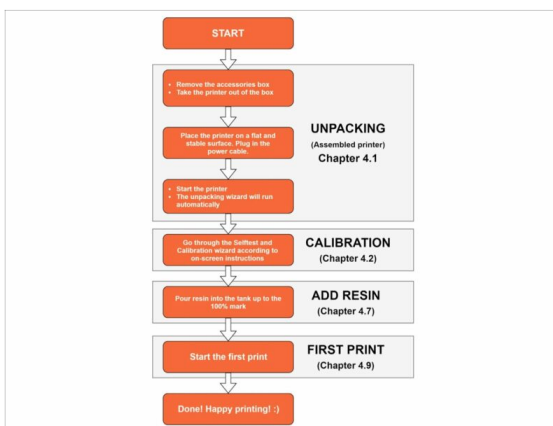 START
• Remove the accessories box
• Take the printer out of the box
UNPACKING
(Assembled printer)
Chapter 4.1
Place the printer on a flat and
stable surface. Plug in the
power cable.
• Start the printer
• The unpacking wizard will run
automatically
Go through the Selftest and
Calibration wizard according to
on-screen instructions
CALIBRATION
(Chapter 4.2)
Pour resin into the tank up to the
100% mark
ADD RESIN
(Chapter 4.7)
Start the first print
FIRST PRINT
(Chapter 4.9)
Done! Happy printing! :)